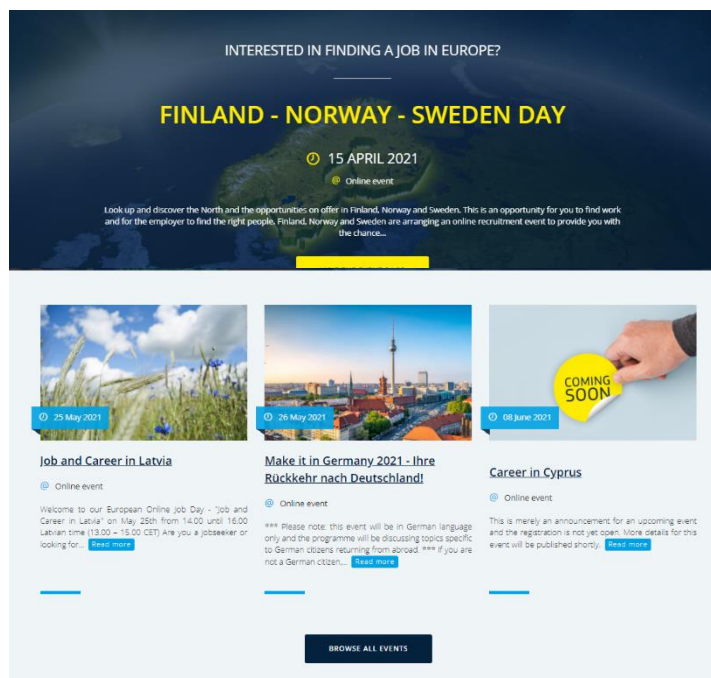 INTERESTED IN FINDING A JOB IN EUROPE?
FINLAND - NORWAY - SWEDEN DAY
15 APRIL 2021
@ Online event
Look up and discover the North and the opportunities on offer in Finland, Norway and Sweden. This is an opportunity for you to find work
and for the employer to find the right people. Finland, Norway and Sweden are arranging an online recruitment event to provide you with
the chance...
25 May 2021
Job and Career in Latvia
@ Online event
Welcome to our European Online Job Day - "Job and
Career in Latvia" on May 25th from 14.00 until 16.00
Latvian time (13.00 – 15.00 CET) Are you a jobseeker or
looking for... Read more
26 May 2021
Make it in Germany 2021 - Ihre
Rückkehr nach Deutschland!
@ Online event
*** Please note: this event will be in German language
only and the programme will be discussing topics specific
to German citizens returning from abroad. *** If you are
not a German citizen,... Read more
COMING
SOON
08 June 2021
Career in Cyprus
@ Online event
This is merely an announcement for an upcoming event
and the registration is not yet open. More details for this
event will be published shortly.. Read more
BROWSE ALL EVENTS